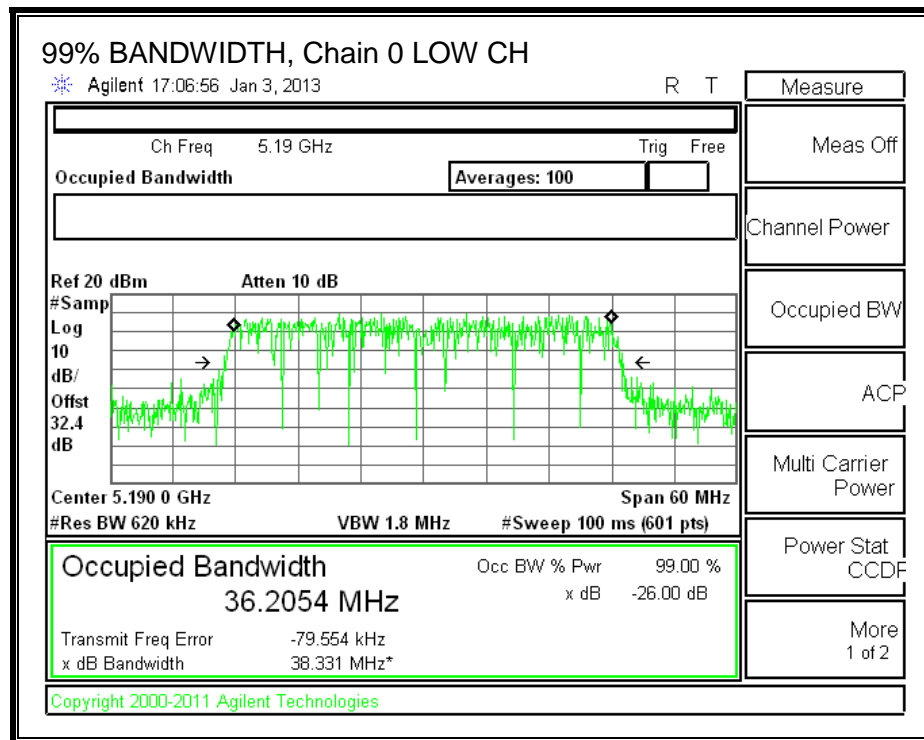 99% BANDWIDTH, Chain 0 LOW CH
Agilent 17:06:56 Jan 3, 2013 R T
Measure
Ch Freq 5.19 GHz Trig Free
Meas Off
Occupied Bandwidth Averages: 100
Channel Power
Ref 20 dBm Atten 10 dB
#Samp
Log
10
dB/
Offst
32.4
dB
Occupied BW
ACP
Multi Carrier
Power
Center 5.190 0 GHz Span 60 MHz
#Res BW 620 kHz VBW 1.8 MHz #Sweep 100 ms (601 pts)
Power Stat
CCDF
Occupied Bandwidth Occ BW % Pwr 99.00 %
36.2054 MHz x dB -26.00 dB
Transmit Freq Error -79.554 kHz
x dB Bandwidth 38.331 MHz*
More
1 of 2
Copyright 2000-2011 Agilent Technologies